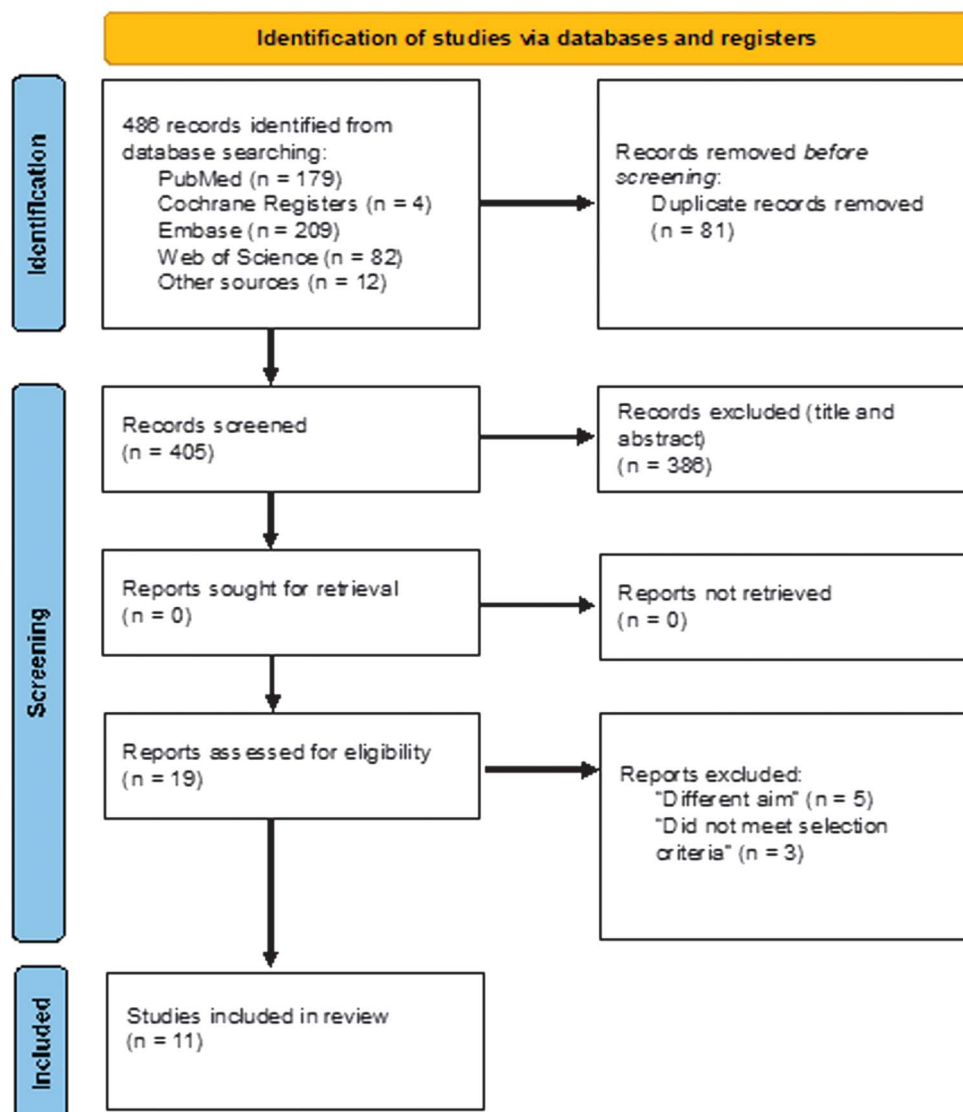 Identification of studies via databases and registers
Identification
486 records identified from
database searching:
PubMed (n = 179)
Cochrane Registers (n = 4)
Embase (n = 209)
Web of Science (n = 82)
Other sources (n = 12)
Records removed before
screening:
Duplicate records removed
(n = 81)
Screening
Records screened
(n = 405)
Records excluded (title and
abstract)
(n = 386)
Reports sought for retrieval
(n = 0)
Reports not retrieved
(n = 0)
Reports assessed for eligibility
(n = 19)
Reports excluded:
"Different aim" (n = 5)
"Did not meet selection
criteria" (n = 3)
Included
Studies included in review
(n = 11)